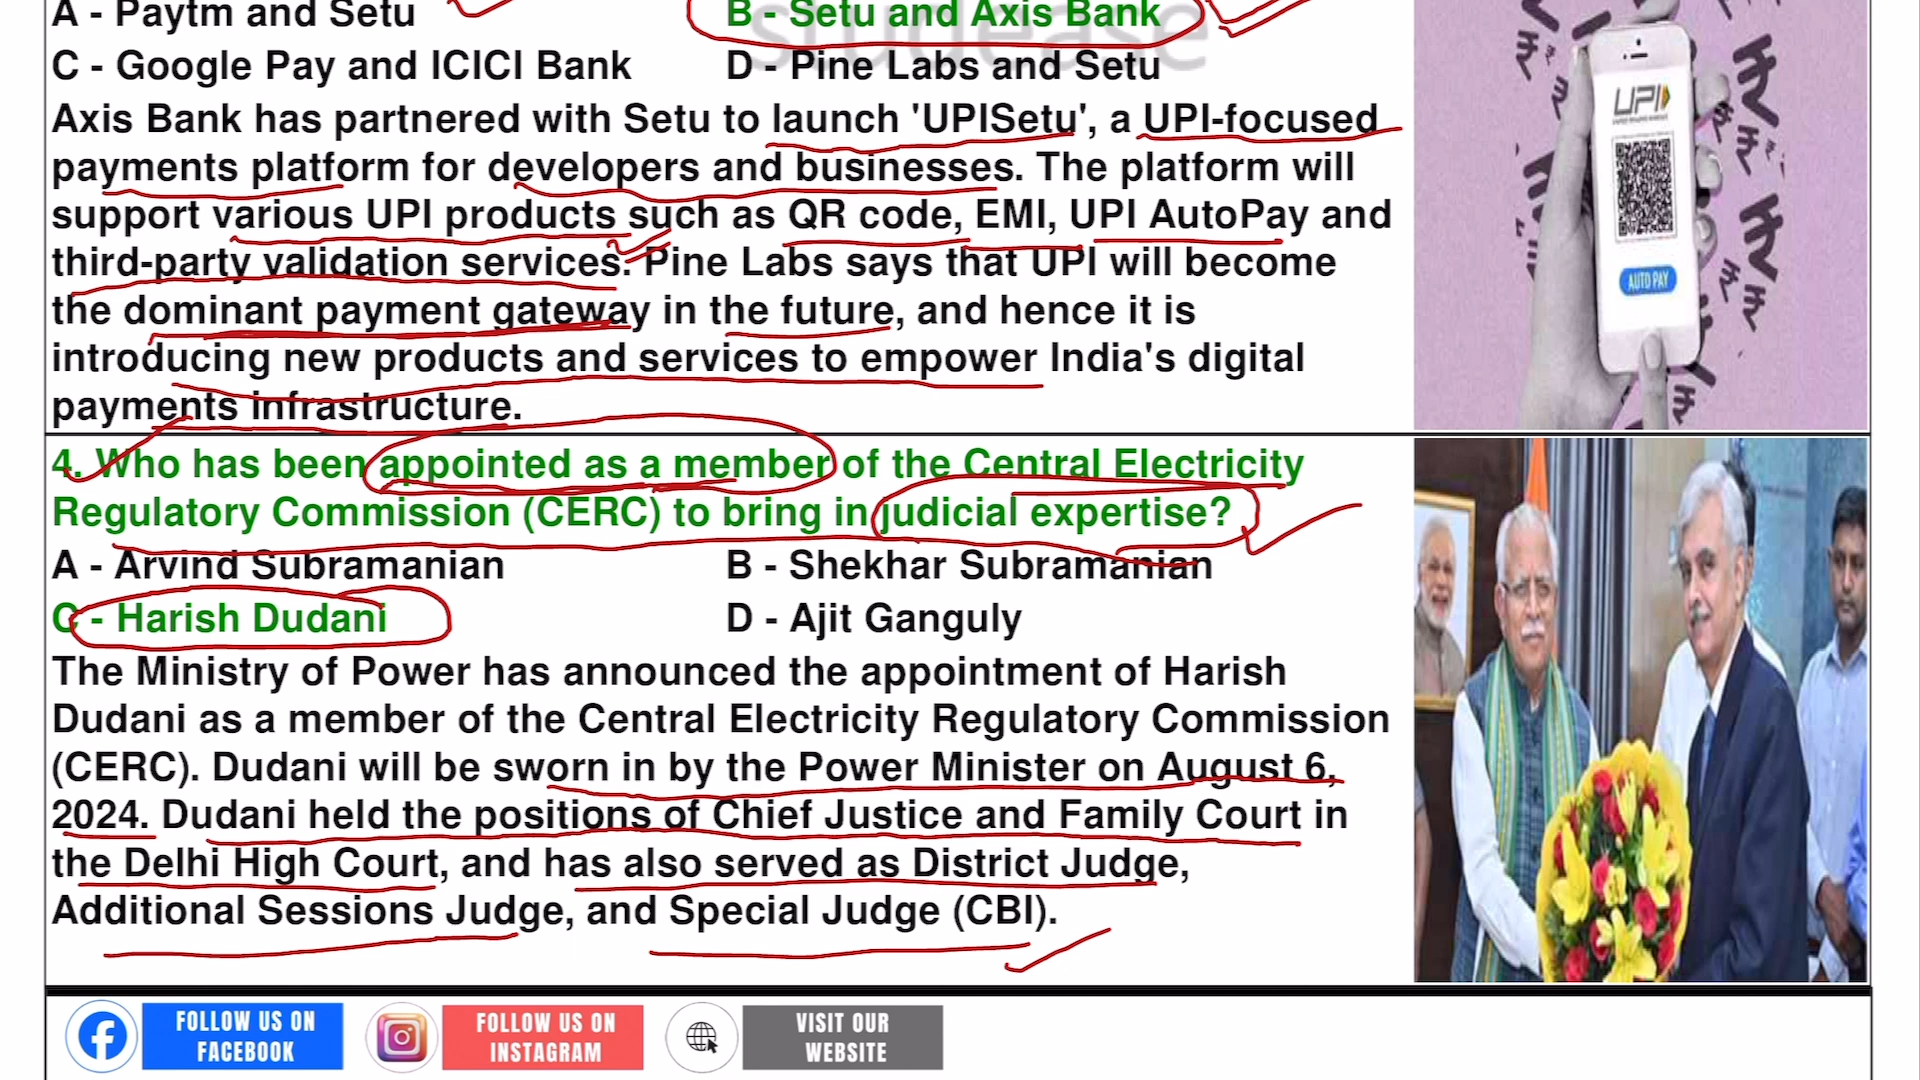 A - Paytm and Setu B - Setu and Axis Bank
studease
C - Google Pay and ICICI Bank D - Pine Labs and Setu
Axis Bank has partnered with Setu to launch 'UPISetu', a UPI-focused
payments platform for developers and businesses. The platform will
support various UPI products such as QR code, EMI, UPI AutoPay and
third-party validation services. Pine Labs says that UPI will become
the dominant payment gateway in the future, and hence it is
introducing new products and services to empower India's digital
payments infrastructure.
UPI
AUTO PAY
4. Who has been appointed as a member of the Central Electricity
Regulatory Commission (CERC) to bring in judicial expertise?
A - Arvind Subramanian B - Shekhar Subramanian
C - Harish Dudani D - Ajit Ganguly
The Ministry of Power has announced the appointment of Harish
Dudani as a member of the Central Electricity Regulatory Commission
(CERC). Dudani will be sworn in by the Power Minister on August 6,
2024. Dudani held the positions of Chief Justice and Family Court in
the Delhi High Court, and has also served as District Judge,
Additional Sessions Judge, and Special Judge (CBI).
FOLLOW US ON
FACEBOOK
FOLLOW US ON
INSTAGRAM
VISIT OUR
WEBSITE